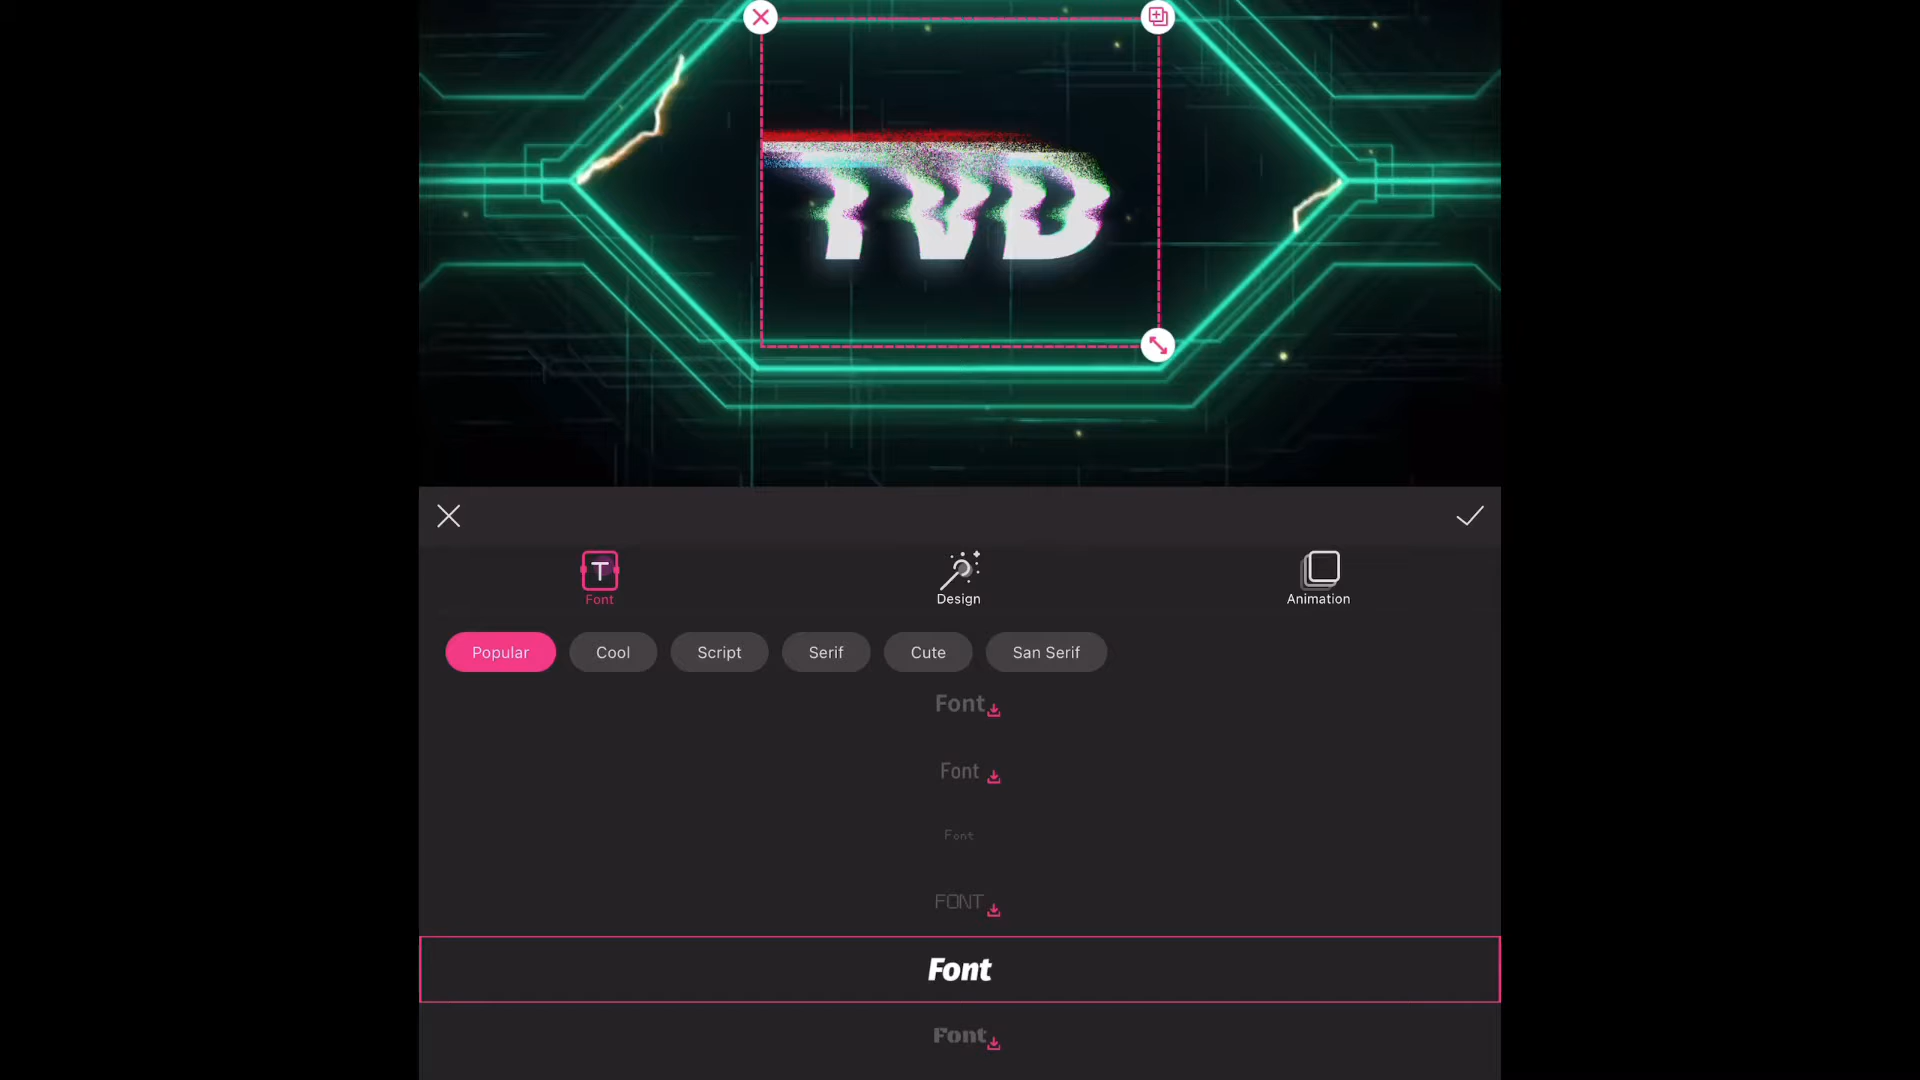 TVD
Font
Design
Animation
Popular
Cool
Script
Serif
Cute
San Serif
Font
Font
Font
FONT
Font
Font